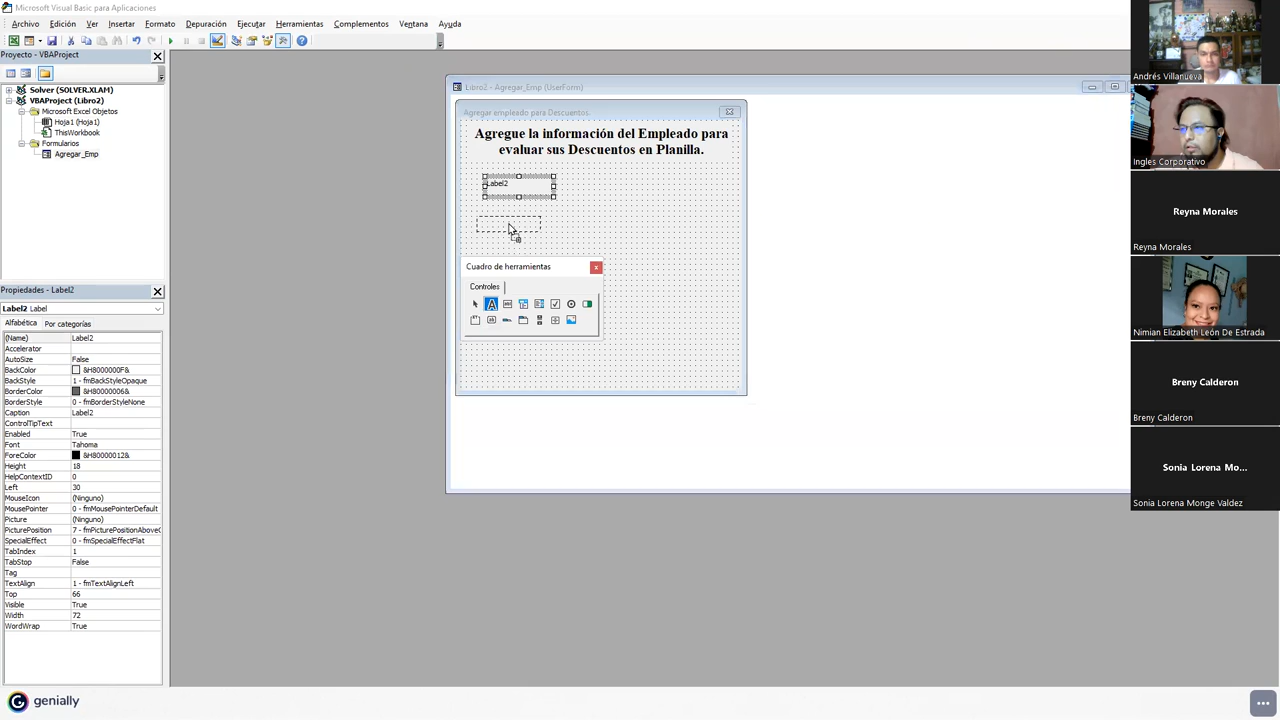 Microsoft Visual Basic para Aplicaciones
Archivo Edición Ver Insertar Formato Depuración Ejecutar Herramientas Complementos Ventana Ayuda
Proyecto - VBAProject
Solver (SOLVER.XLAM)
VBAProject (Libro2)
Microsoft Excel Objetos
Hoja1 (Hoja1)
ThisWorkbook
Formularios
Agregar_Emp
Propiedades - Label2
Label2 Label
Alfabética Por categorías
(Name) Label2
Accelerator
AutoSize False
BackColor &H8000000F&
BackStyle 1 - fmBackStyleOpaque
BorderColor &H80000006&
BorderStyle 0 - fmBorderStyleNone
Caption Label2
ControlTipText
Enabled True
Font Tahoma
ForeColor &H80000012&
Height 18
HelpContextID 0
Left 30
MouseIcon (Ninguno)
MousePointer 0 - fmMousePointerDefault
Picture (Ninguno)
PicturePosition 7 - fmPicturePositionAboveC
SpecialEffect 0 - fmSpecialEffectFlat
TabIndex 1
TabStop False
Tag
TextAlign 1 - fmTextAlignLeft
Top 66
Visible True
Width 72
WordWrap True
Libro2 - Agregar_Emp (UserForm)
Agregar empleado para Descuentos.
Agregue la información del Empleado para
evaluar sus Descuentos en Planilla.
Label2
Cuadro de herramientas
Controles
Andrés Villanueva
Ingles Corporativo
Reyna Morales
Reyna Morales
Nimian Elizabeth León De Estrada
Breny Calderon
Breny Calderon
Sonia Lorena Mo...
Sonia Lorena Monge Valdez
genially